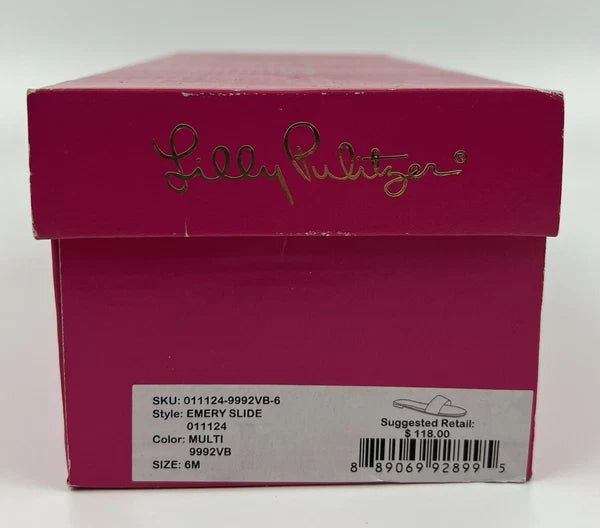 Lilly Pulitzer®
SKU: 011124-9992VB-6
Style: EMERY SLIDE
011124
Color: MULTI
9992VB
SIZE: 6M
Suggested Retail:
$ 118.00
8 89069 92899 5